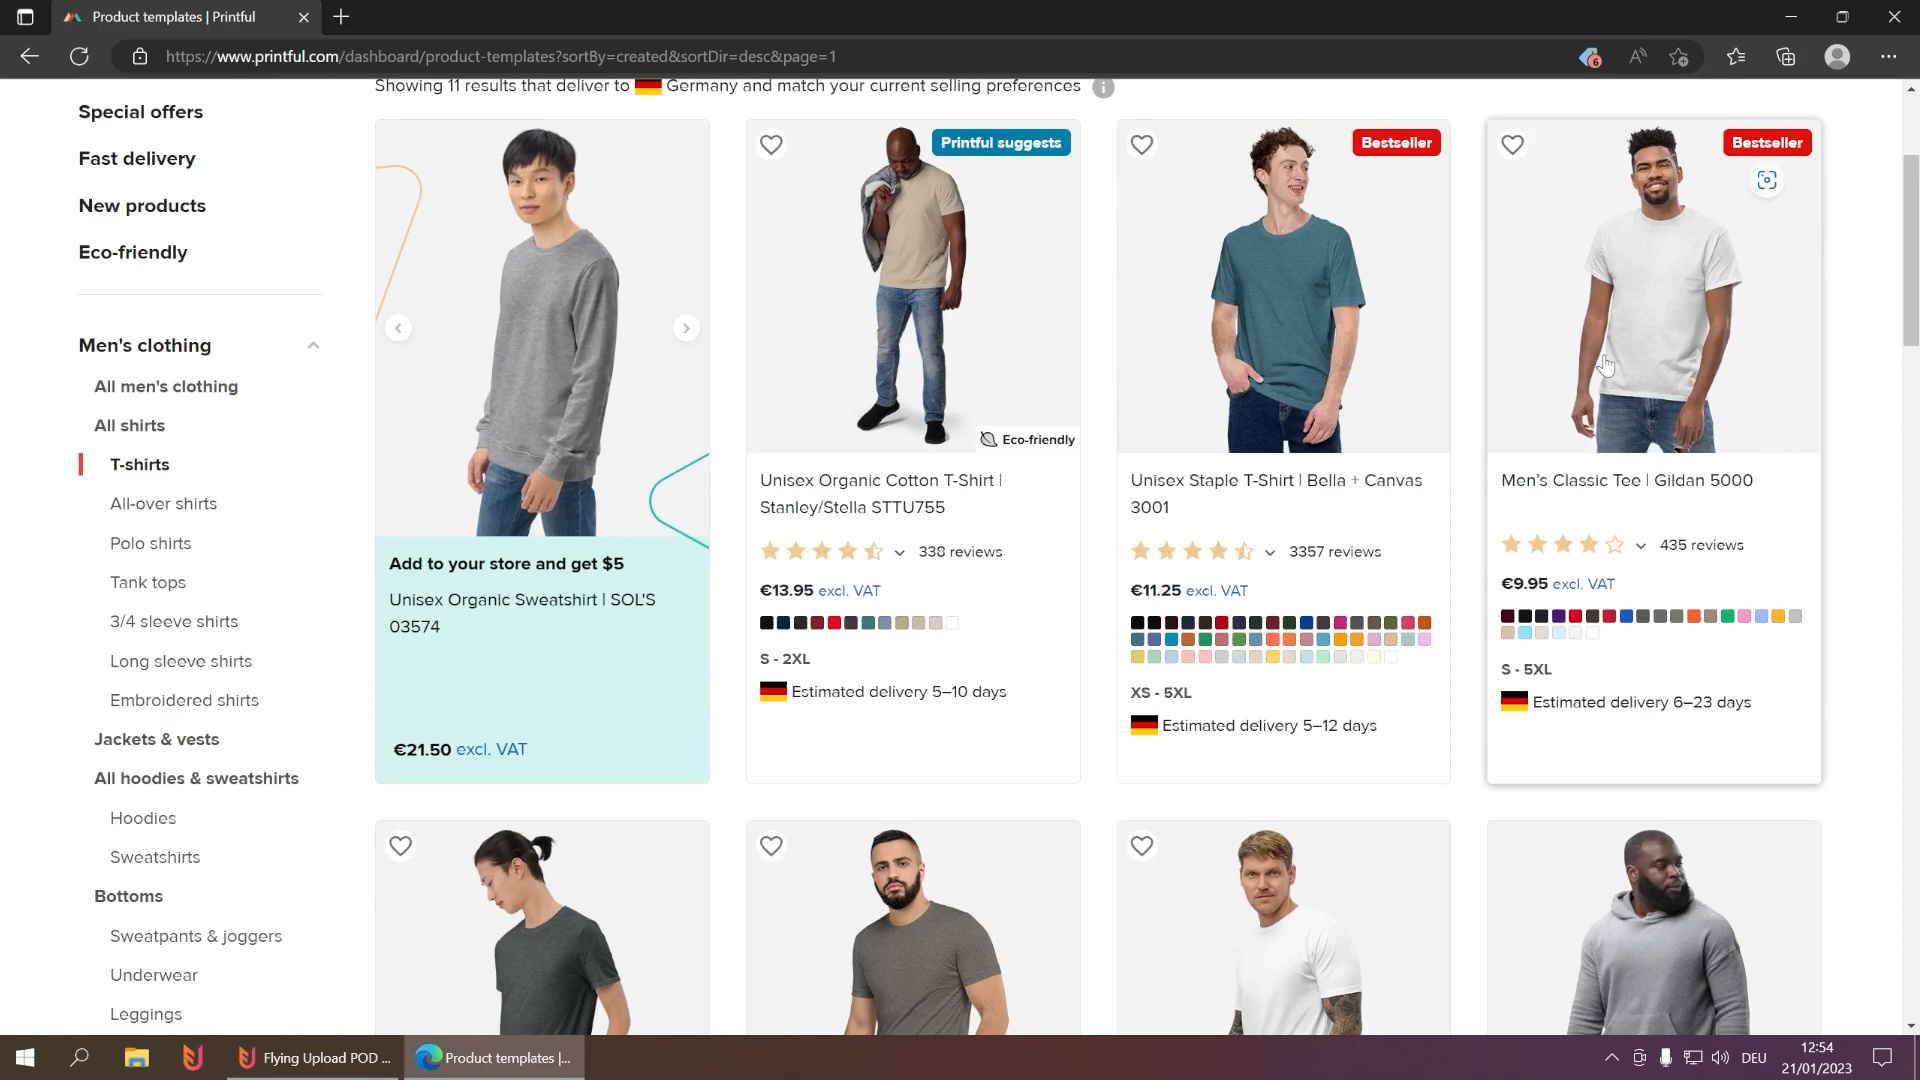 Product templates | Printful
https://www.printful.com/dashboard/product-templates?sortBy=created&sortDir=desc&page=1
6
Showing 11 results that deliver to Germany and match your current selling preferences i
Special offers
Fast delivery
New products
Eco-friendly
Men's clothing
All men's clothing
All shirts
T-shirts
All-over shirts
Polo shirts
Tank tops
3/4 sleeve shirts
Long sleeve shirts
Embroidered shirts
Jackets & vests
All hoodies & sweatshirts
Hoodies
Sweatshirts
Bottoms
Sweatpants & joggers
Underwear
Leggings
Add to your store and get $5
Unisex Organic Sweatshirt | SOL'S
03574
€21.50 excl. VAT
Printful suggests
Eco-friendly
Unisex Organic Cotton T-Shirt |
Stanley/Stella STTU755
338 reviews
€13.95 excl. VAT
S - 2XL
Estimated delivery 5–10 days
Bestseller
Unisex Staple T-Shirt | Bella + Canvas
3001
3357 reviews
€11.25 excl. VAT
XS - 5XL
Estimated delivery 5–12 days
Bestseller
Men’s Classic Tee | Gildan 5000
435 reviews
€9.95 excl. VAT
S - 5XL
Estimated delivery 6–23 days
Flying Upload POD ...
Product templates |...
DEU
12:54
21/01/2023